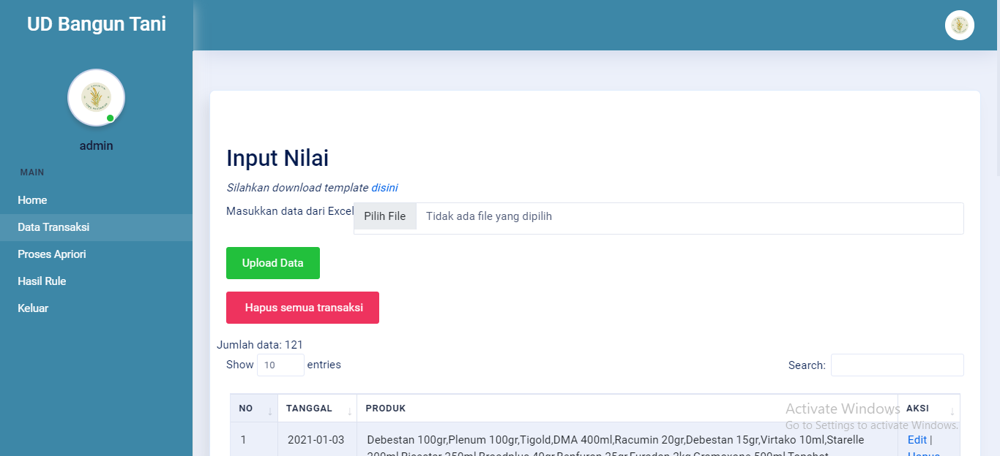 UD Bangun Tani
admin
MAIN
Home
Data Transaksi
Proses Apriori
Hasil Rule
Keluar
Input Nilai
Silahkan download template disini
Masukkan data dari Excel Pilih File Tidak ada file yang dipilih
Upload Data
Hapus semua transaksi
Jumlah data: 121
Show 10 entries Search:
NO TANGGAL PRODUK AKSI
Activate Windows
Go to Settings to activate Windows.
1 2021-01-03 Debestan 100gr,Plenum 100gr,Tigold,DMA 400ml,Racumin 20gr,Debestan 15gr,Virtako 10ml,Starelle Edit |